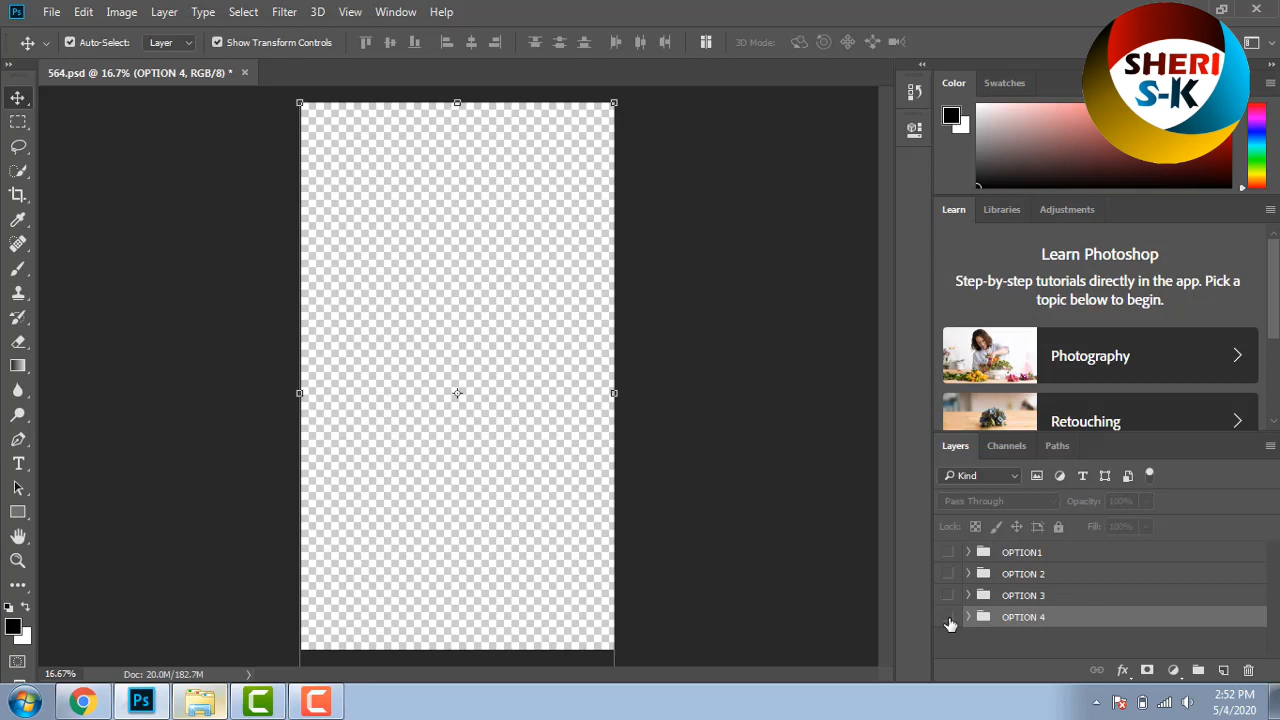 Ps File Edit Image Layer Type Select Filter 3D View Window Help
Auto-Select: Layer Show Transform Controls 3D Mode:
564.psd @ 16.7% (OPTION 4, RGB/8) * ×
SHERI
S-K
Color Swatches
Learn Libraries Adjustments
Learn Photoshop
Step-by-step tutorials directly in the app. Pick a
topic below to begin.
Photography
Retouching
Layers Channels Paths
Kind
Pass Through Opacity: 100%
Lock: Fill: 100%
OPTION1
OPTION 2
OPTION 3
OPTION 4
16.67% Doc: 20.0M/182.7M
Ps
2:52 PM
5/4/2020